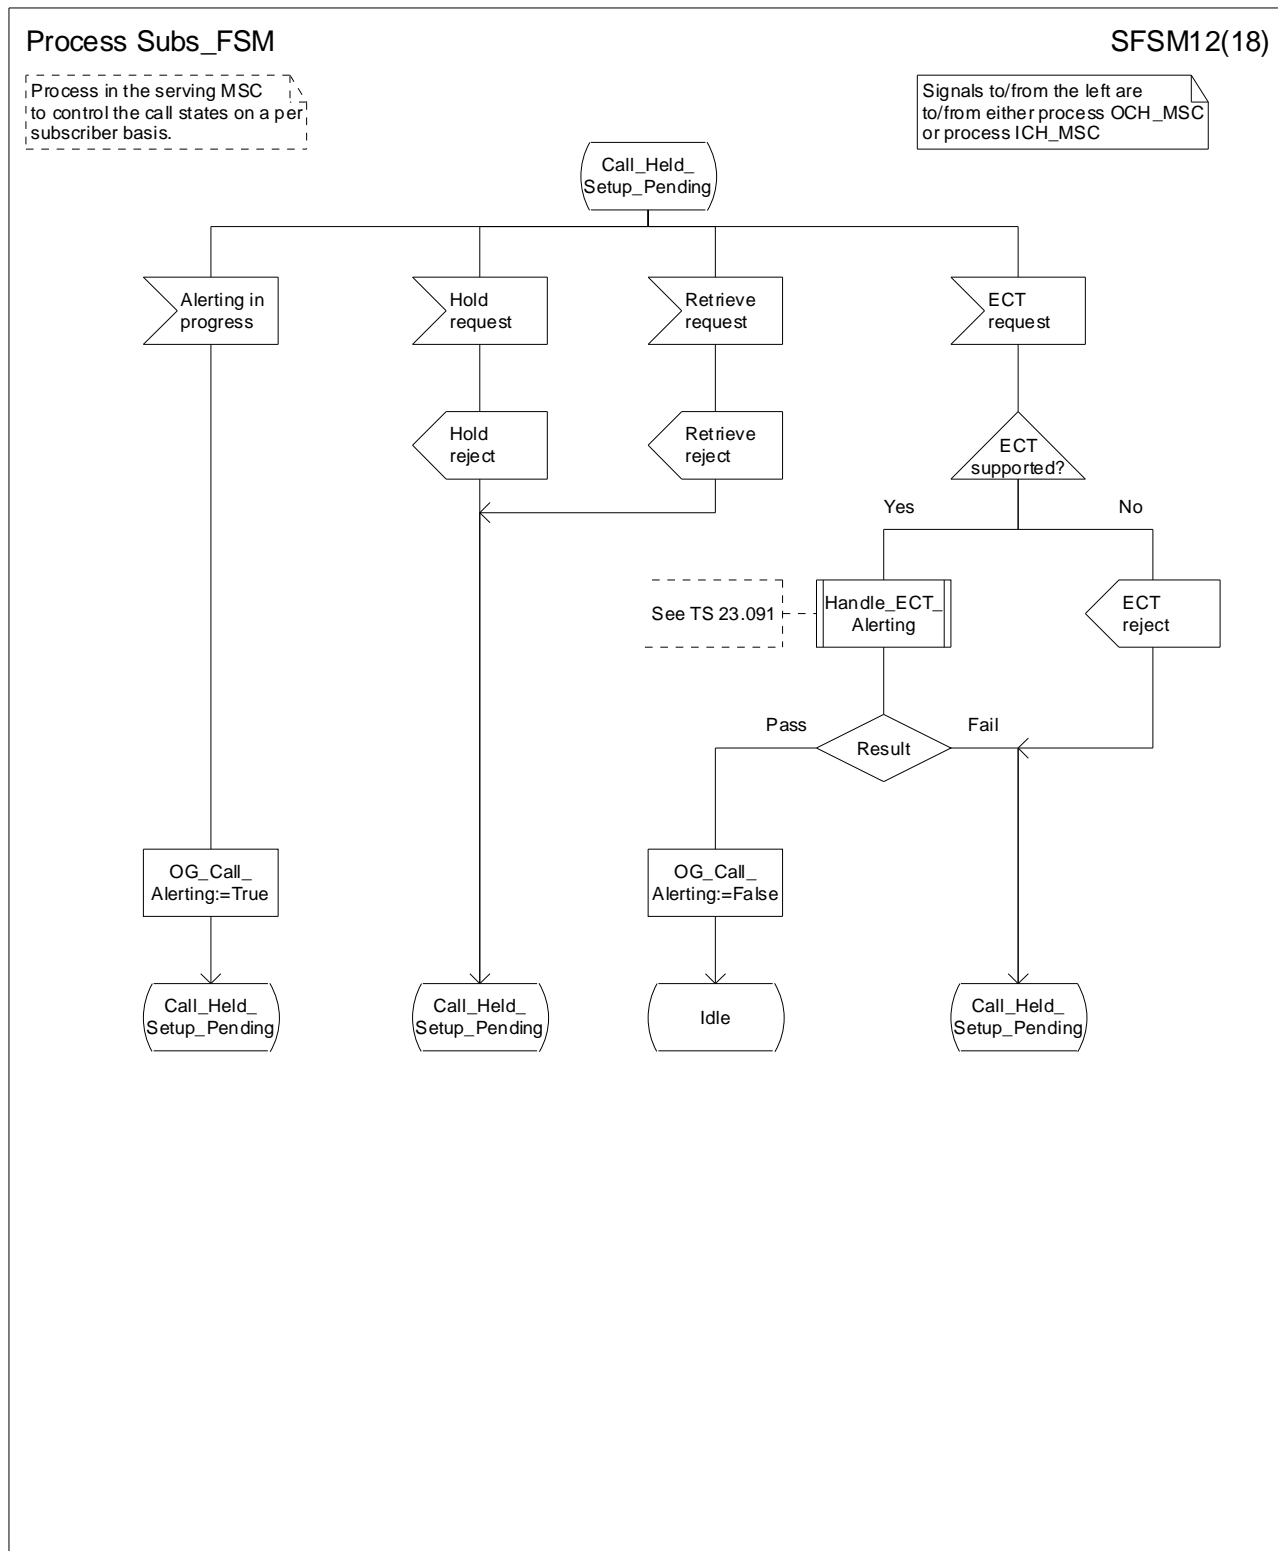 Process Subs_FSM
SFSM12(18)
Process in the serving MSC
to control the call states on a per
subscriber basis.
Signals to/from the left are
to/from either process OCH_MSC
or process ICH_MSC
Call_Held_
Setup_Pending
Alerting in
progress
Hold
request
Retrieve
request
ECT
request
Hold
reject
Retrieve
reject
ECT
supported?
Yes
No
See TS 23.091
Handle_ECT_
Alerting
ECT
reject
Pass
Result
Fail
OG_Call_
Alerting:=True
OG_Call_
Alerting:=False
Call_Held_
Setup_Pending
Call_Held_
Setup_Pending
Idle
Call_Held_
Setup_Pending